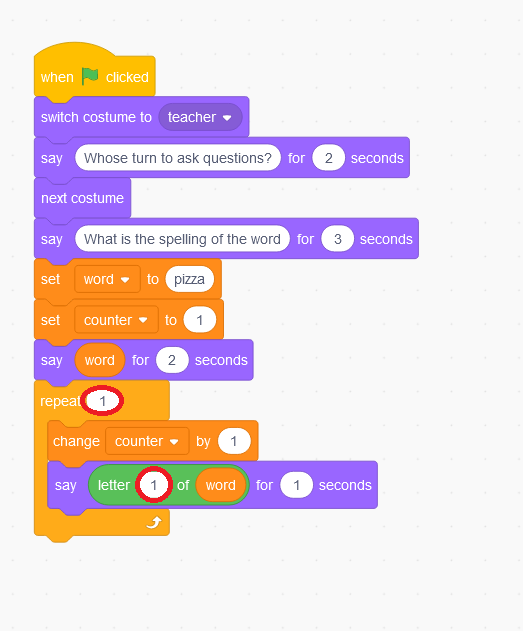 when clicked
switch costume to teacher
say Whose turn to ask questions? for 2 seconds
next costume
say What is the spelling of the word for 3 seconds
set word to pizza
set counter to 1
say word for 2 seconds
repeat 1
change counter by 1
say letter 1 of word for 1 seconds